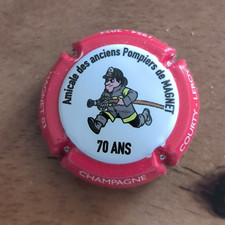 Amicale des anciens Pompiers de MAGNET
70 ANS
CHAMPAGNE
COURTY - LEROY